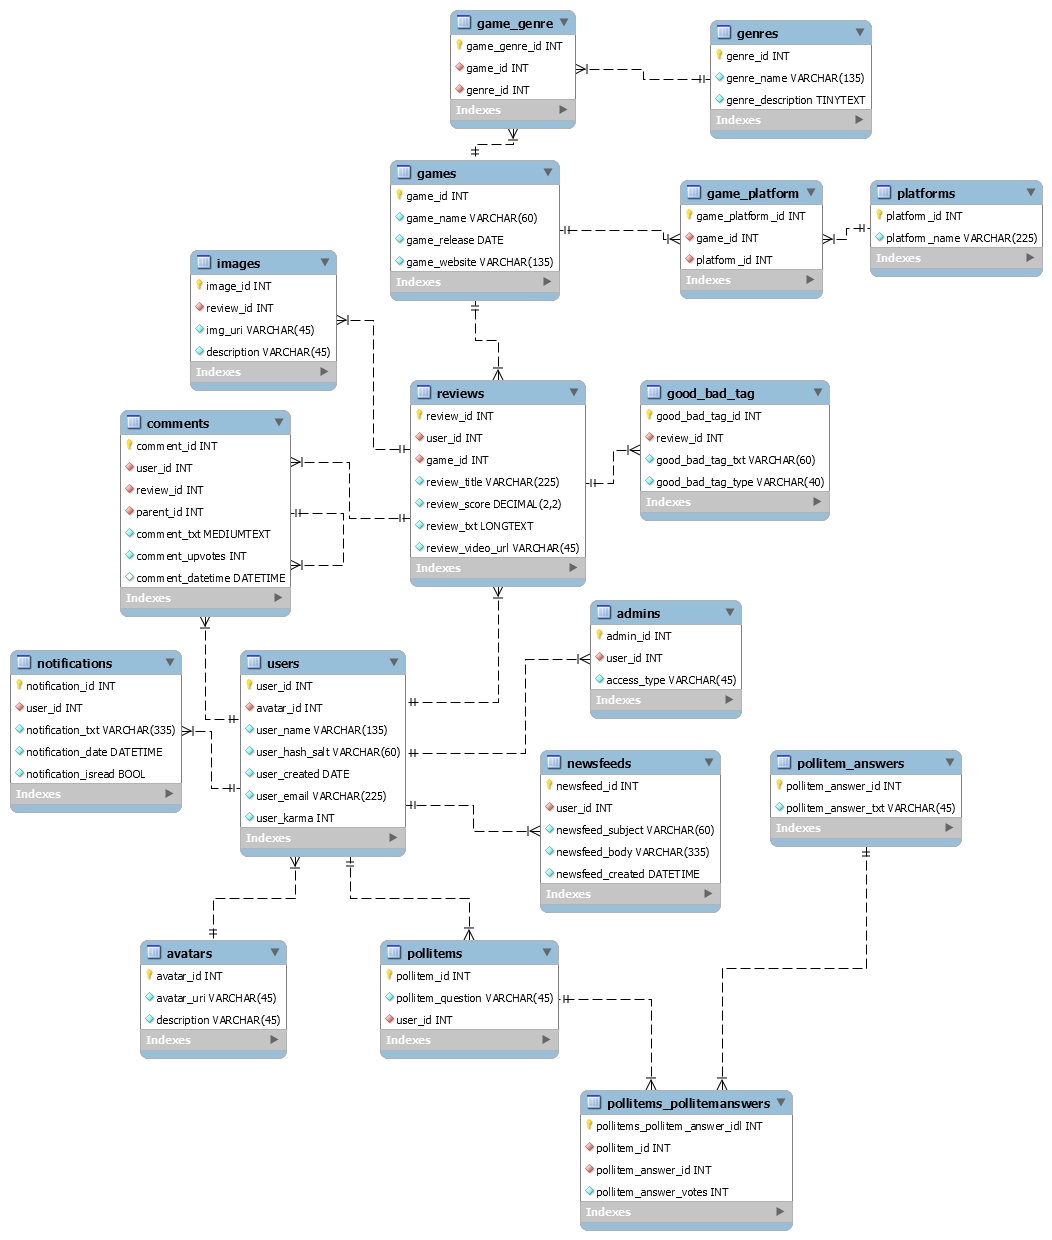 game_genre
game_genre_id INT
game_id INT
genre_id INT
Indexes
genres
genre_id INT
genre_name VARCHAR(135)
genre_description TINYTEXT
Indexes
games
game_id INT
game_name VARCHAR(60)
game_release DATE
game_website VARCHAR(135)
Indexes
game_platform
game_platform_id INT
game_id INT
platform_id INT
Indexes
platforms
platform_id INT
platform_name VARCHAR(225)
Indexes
images
image_id INT
review_id INT
img_uri VARCHAR(45)
description VARCHAR(45)
Indexes
reviews
review_id INT
user_id INT
game_id INT
review_title VARCHAR(225)
review_score DECIMAL(2,2)
review_txt LONGTEXT
review_video_url VARCHAR(45)
Indexes
good_bad_tag
good_bad_tag_id INT
review_id INT
good_bad_tag_txt VARCHAR(60)
good_bad_tag_type VARCHAR(40)
Indexes
comments
comment_id INT
user_id INT
review_id INT
parent_id INT
comment_txt MEDIUMTEXT
comment_upvotes INT
comment_datetime DATETIME
Indexes
admins
admin_id INT
user_id INT
access_type VARCHAR(45)
Indexes
notifications
notification_id INT
user_id INT
notification_txt VARCHAR(335)
notification_date DATETIME
notification_isread BOOL
Indexes
users
user_id INT
avatar_id INT
user_name VARCHAR(135)
user_hash_salt VARCHAR(60)
user_created DATE
user_email VARCHAR(225)
user_karma INT
Indexes
newsfeeds
newsfeed_id INT
user_id INT
newsfeed_subject VARCHAR(60)
newsfeed_body VARCHAR(335)
newsfeed_created DATETIME
Indexes
pollitem_answers
pollitem_answer_id INT
pollitem_answer_txt VARCHAR(45)
Indexes
avatars
avatar_id INT
avatar_uri VARCHAR(45)
description VARCHAR(45)
Indexes
pollitems
pollitem_id INT
pollitem_question VARCHAR(45)
user_id INT
Indexes
pollitems_pollitemanswers
pollitems_pollitem_answer_idl INT
pollitem_id INT
pollitem_answer_id INT
pollitem_answer_votes INT
Indexes